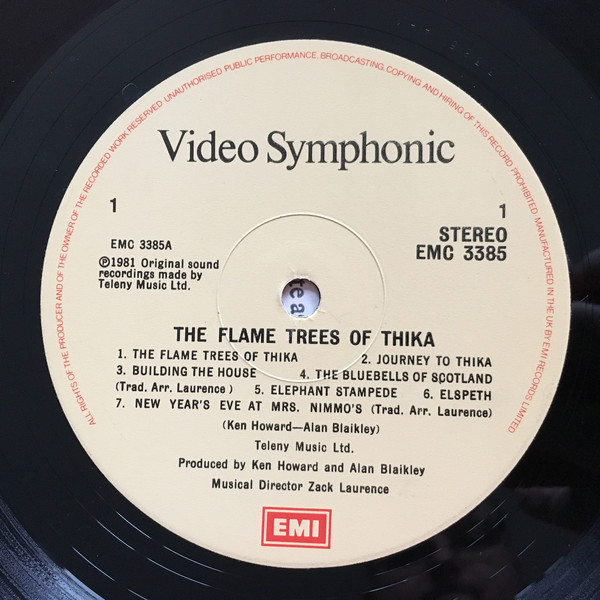 ALL RIGHTS OF THE PRODUCER AND OF THE OWNER OF THE RECORDED WORK RESERVED. UNAUTHORISED PUBLIC PERFORMANCE, BROADCASTING, COPYING AND HIRING OF THIS RECORD PROHIBITED. MANUFACTURED IN THE UK BY EMI RECORDS LIMITED
Video Symphonic
1
1
EMC 3385A
STEREO
EMC 3385
℗1981 Original sound
recordings made by
Teleny Music Ltd.
tea
THE FLAME TREES OF THIKA
1. THE FLAME TREES OF THIKA 2. JOURNEY TO THIKA
3. BUILDING THE HOUSE 4. THE BLUEBELLS OF SCOTLAND
(Trad. Arr. Laurence ) 5. ELEPHANT STAMPEDE 6. ELSPETH
7. NEW YEAR'S EVE AT MRS. NIMMO'S (Trad. Arr. Laurence)
(Ken Howard—Alan Blaikley)
Teleny Music Ltd.
Produced by Ken Howard and Alan Blaikley
Musical Director Zack Laurence
EMI